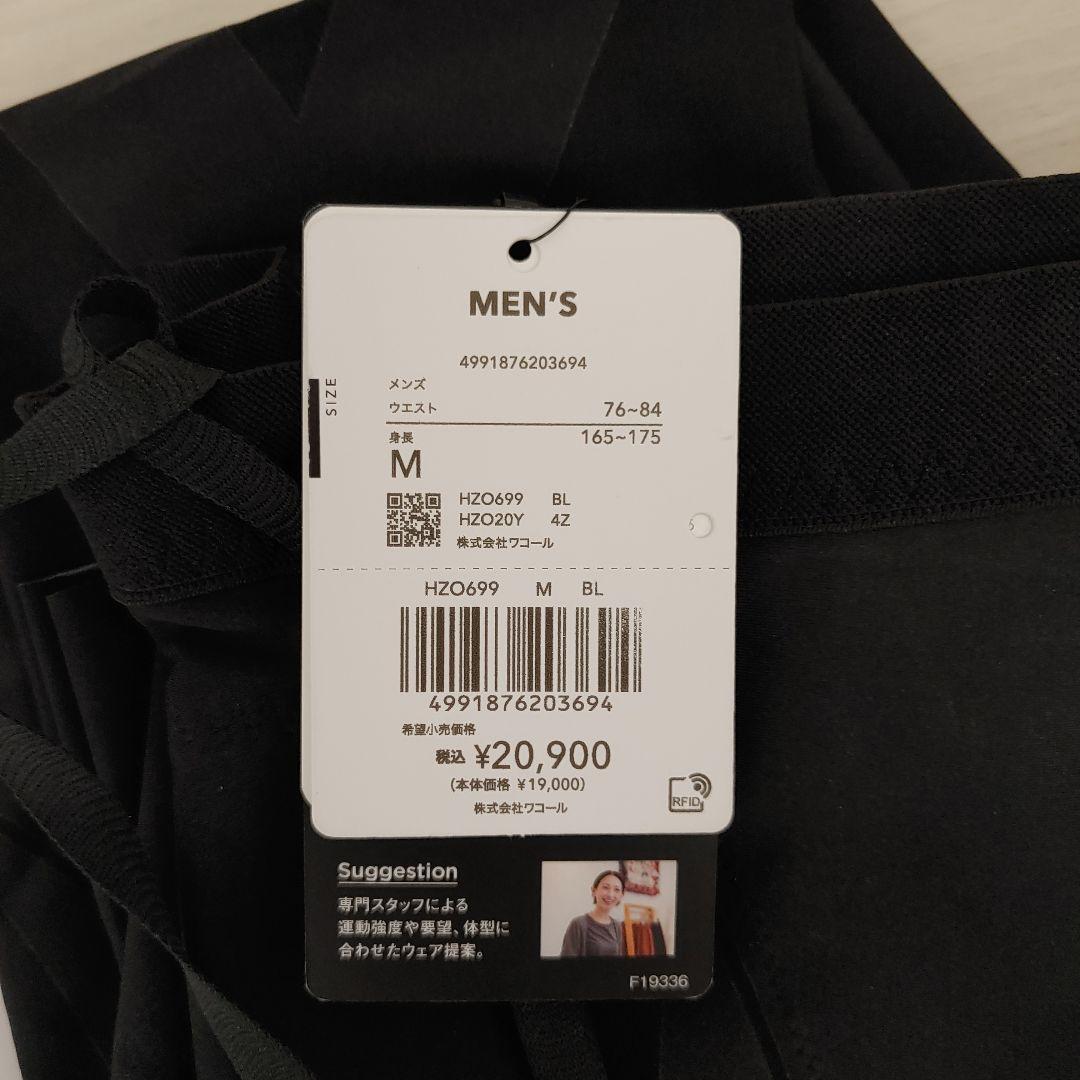 MEN'S
4991876203694
SIZE
メンズ
ウエスト 76~84
身長 165~175
M
HZO699 BL
HZO20Y 4Z
株式会社ワコール
HZO699 M BL
4991876203694
希望小売価格
税込 ¥20,900
(本体価格 ¥19,000)
株式会社ワコール
RFID
Suggestion
専門スタッフによる
運動強度や要望、体型に
合わせたウェア提案。
F19336